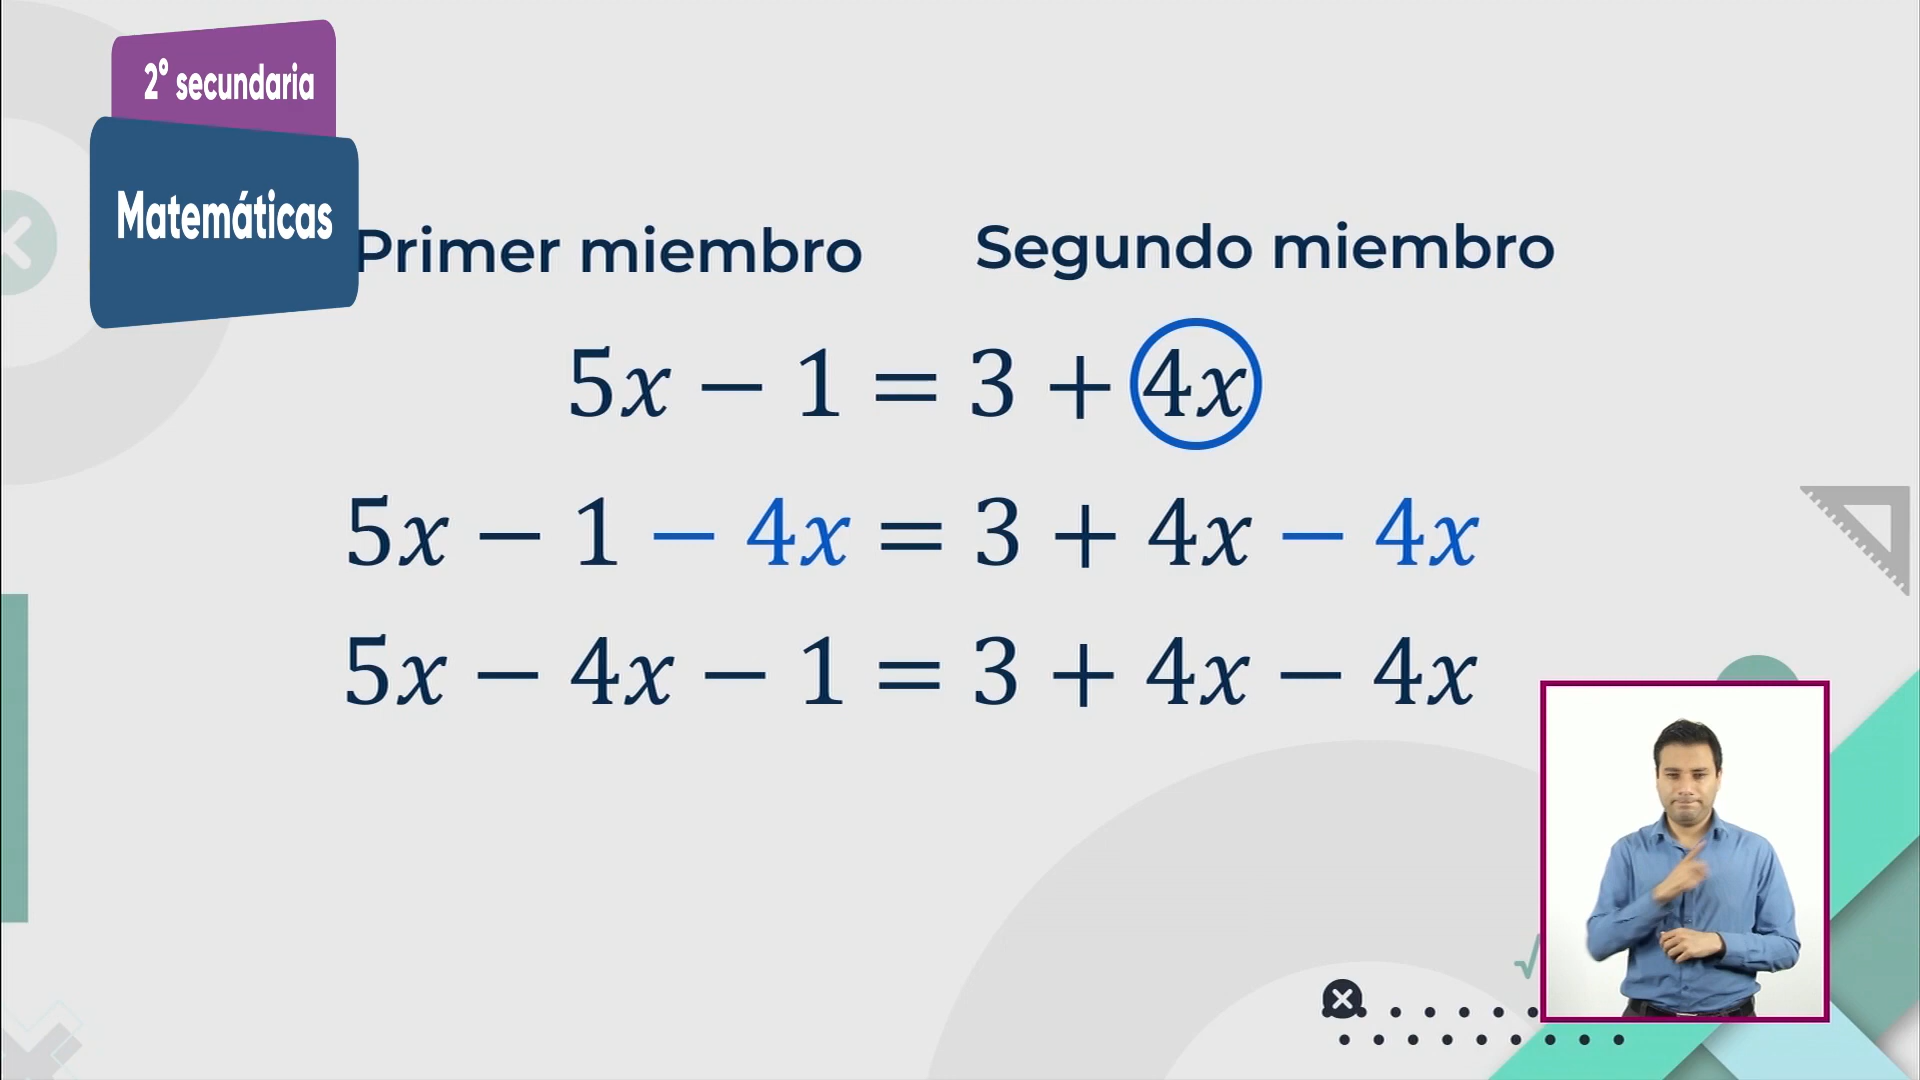 2° secundaria
Matemáticas
Primer miembro
Segundo miembro
5x − 1 = 3 + 4x
5x − 1 − 4x = 3 + 4x − 4x
5x − 4x − 1 = 3 + 4x − 4x